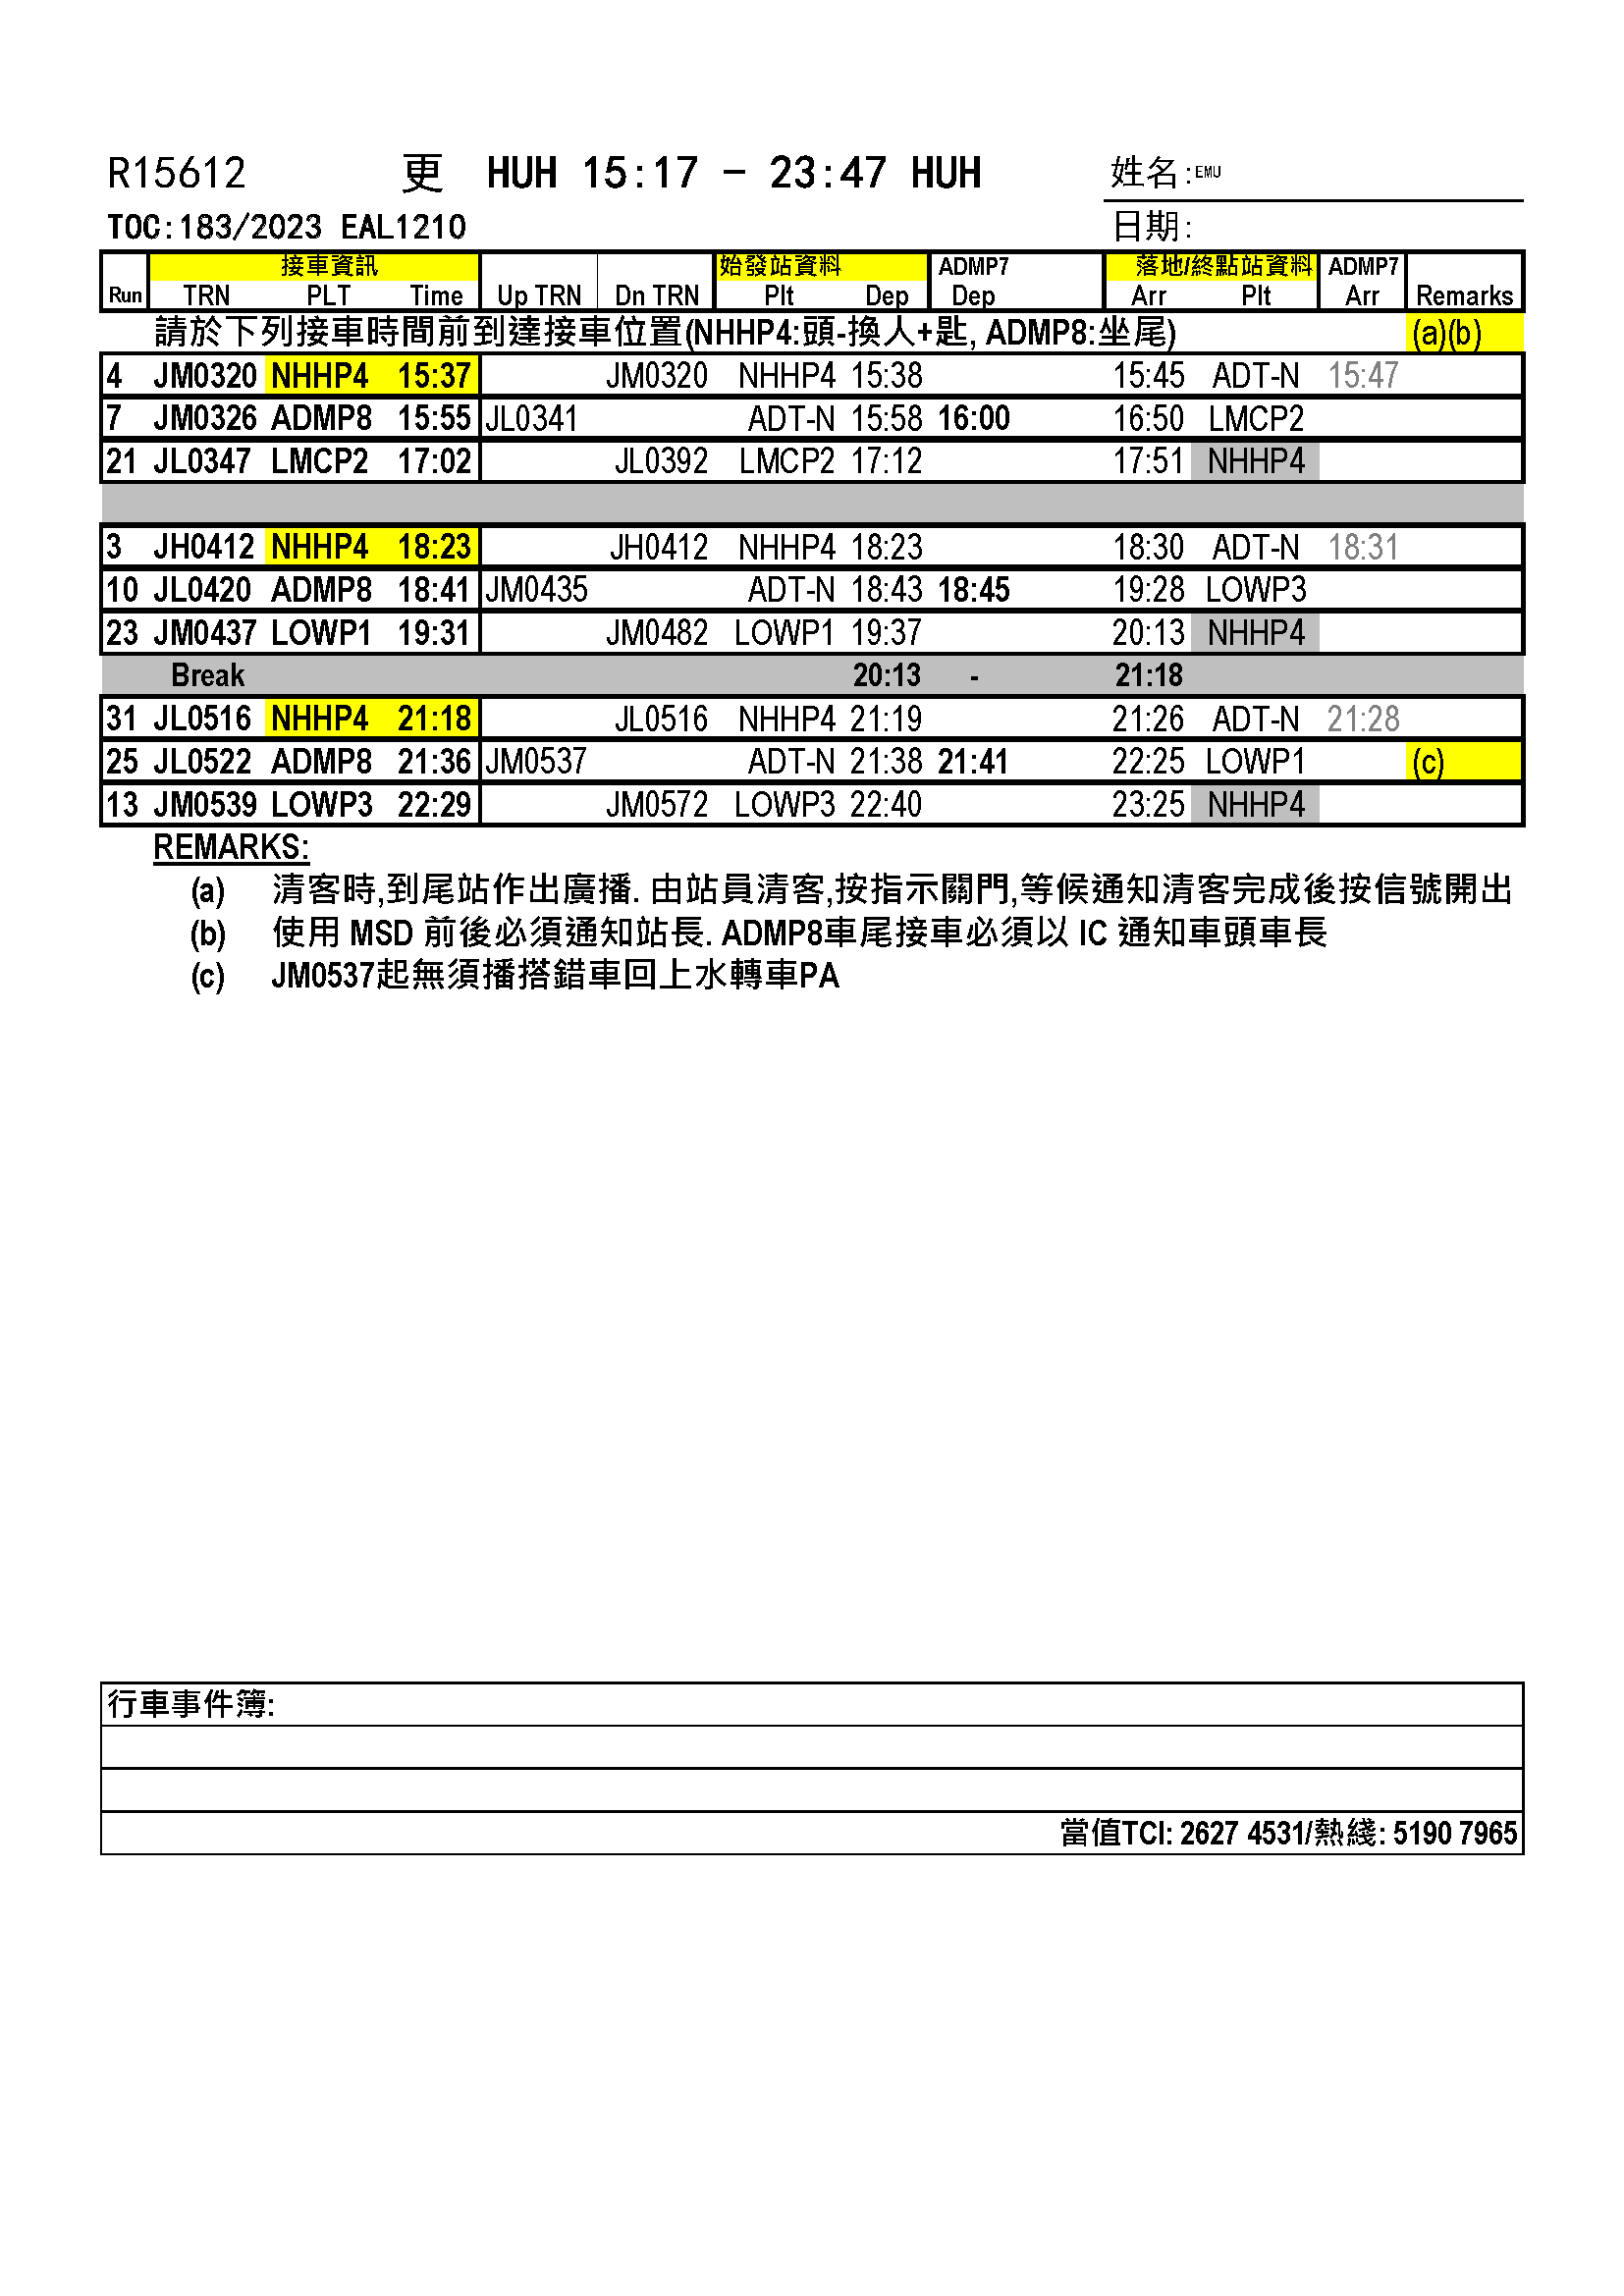 R15612 更 HUH 15:17 - 23:47 HUH 姓名:EMU
TOC:183/2023 EAL1210 日期:
接車資訊 始發站資料 ADMP7 落地/終點站資料 ADMP7
Run TRN PLT Time Up TRN Dn TRN Plt Dep Dep Arr Plt Arr Remarks
請於下列接車時間前到達接車位置(NHHP4:頭-換人+匙, ADMP8:坐尾) (a)(b)
4 JM0320 NHHP4 15:37 JM0320 NHHP4 15:38 15:45 ADT-N 15:47
7 JM0326 ADMP8 15:55 JL0341 ADT-N 15:58 16:00 16:50 LMCP2
21 JL0347 LMCP2 17:02 JL0392 LMCP2 17:12 17:51 NHHP4
3 JH0412 NHHP4 18:23 JH0412 NHHP4 18:23 18:30 ADT-N 18:31
10 JL0420 ADMP8 18:41 JM0435 ADT-N 18:43 18:45 19:28 LOWP3
23 JM0437 LOWP1 19:31 JM0482 LOWP1 19:37 20:13 NHHP4
Break 20:13 - 21:18
31 JL0516 NHHP4 21:18 JL0516 NHHP4 21:19 21:26 ADT-N 21:28
25 JL0522 ADMP8 21:36 JM0537 ADT-N 21:38 21:41 22:25 LOWP1 (c)
13 JM0539 LOWP3 22:29 JM0572 LOWP3 22:40 23:25 NHHP4
REMARKS:
(a) 清客時,到尾站作出廣播. 由站員清客,按指示關門,等候通知清客完成後按信號開出
(b) 使用 MSD 前後必須通知站長. ADMP8車尾接車必須以 IC 通知車頭車長
(c) JM0537起無須播搭錯車回上水轉車PA
行車事件簿:
當值TCI: 2627 4531/熱綫: 5190 7965